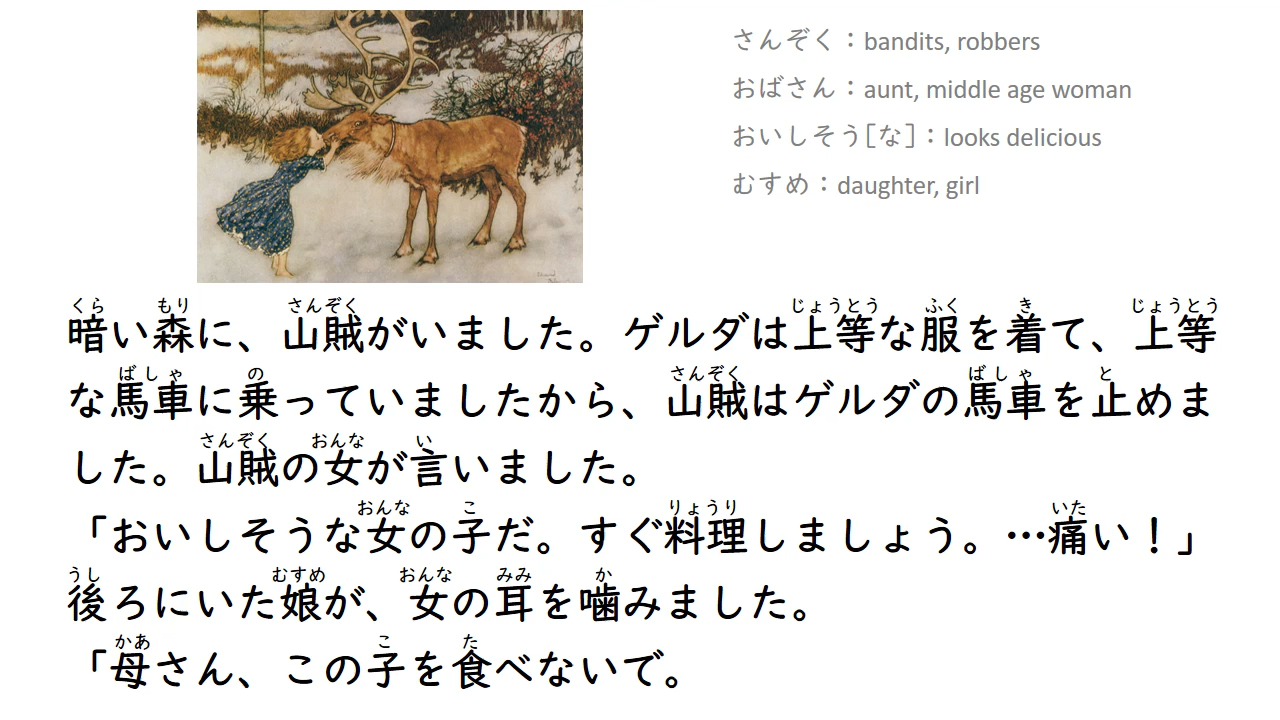 さんぞく：bandits, robbers
おばさん：aunt, middle age woman
おいしそう[な]：looks delicious
むすめ：daughter, girl
暗い森に、山賊がいました。ゲルダは上等な服を着て、上等
な馬車に乗っていましたから、山賊はゲルダの馬車を止めま
した。山賊の女が言いました。
「おいしそうな女の子だ。すぐ料理しましょう。…痛い！」
後ろにいた娘が、女の耳を噛みました。
「母さん、この子を食べないで。